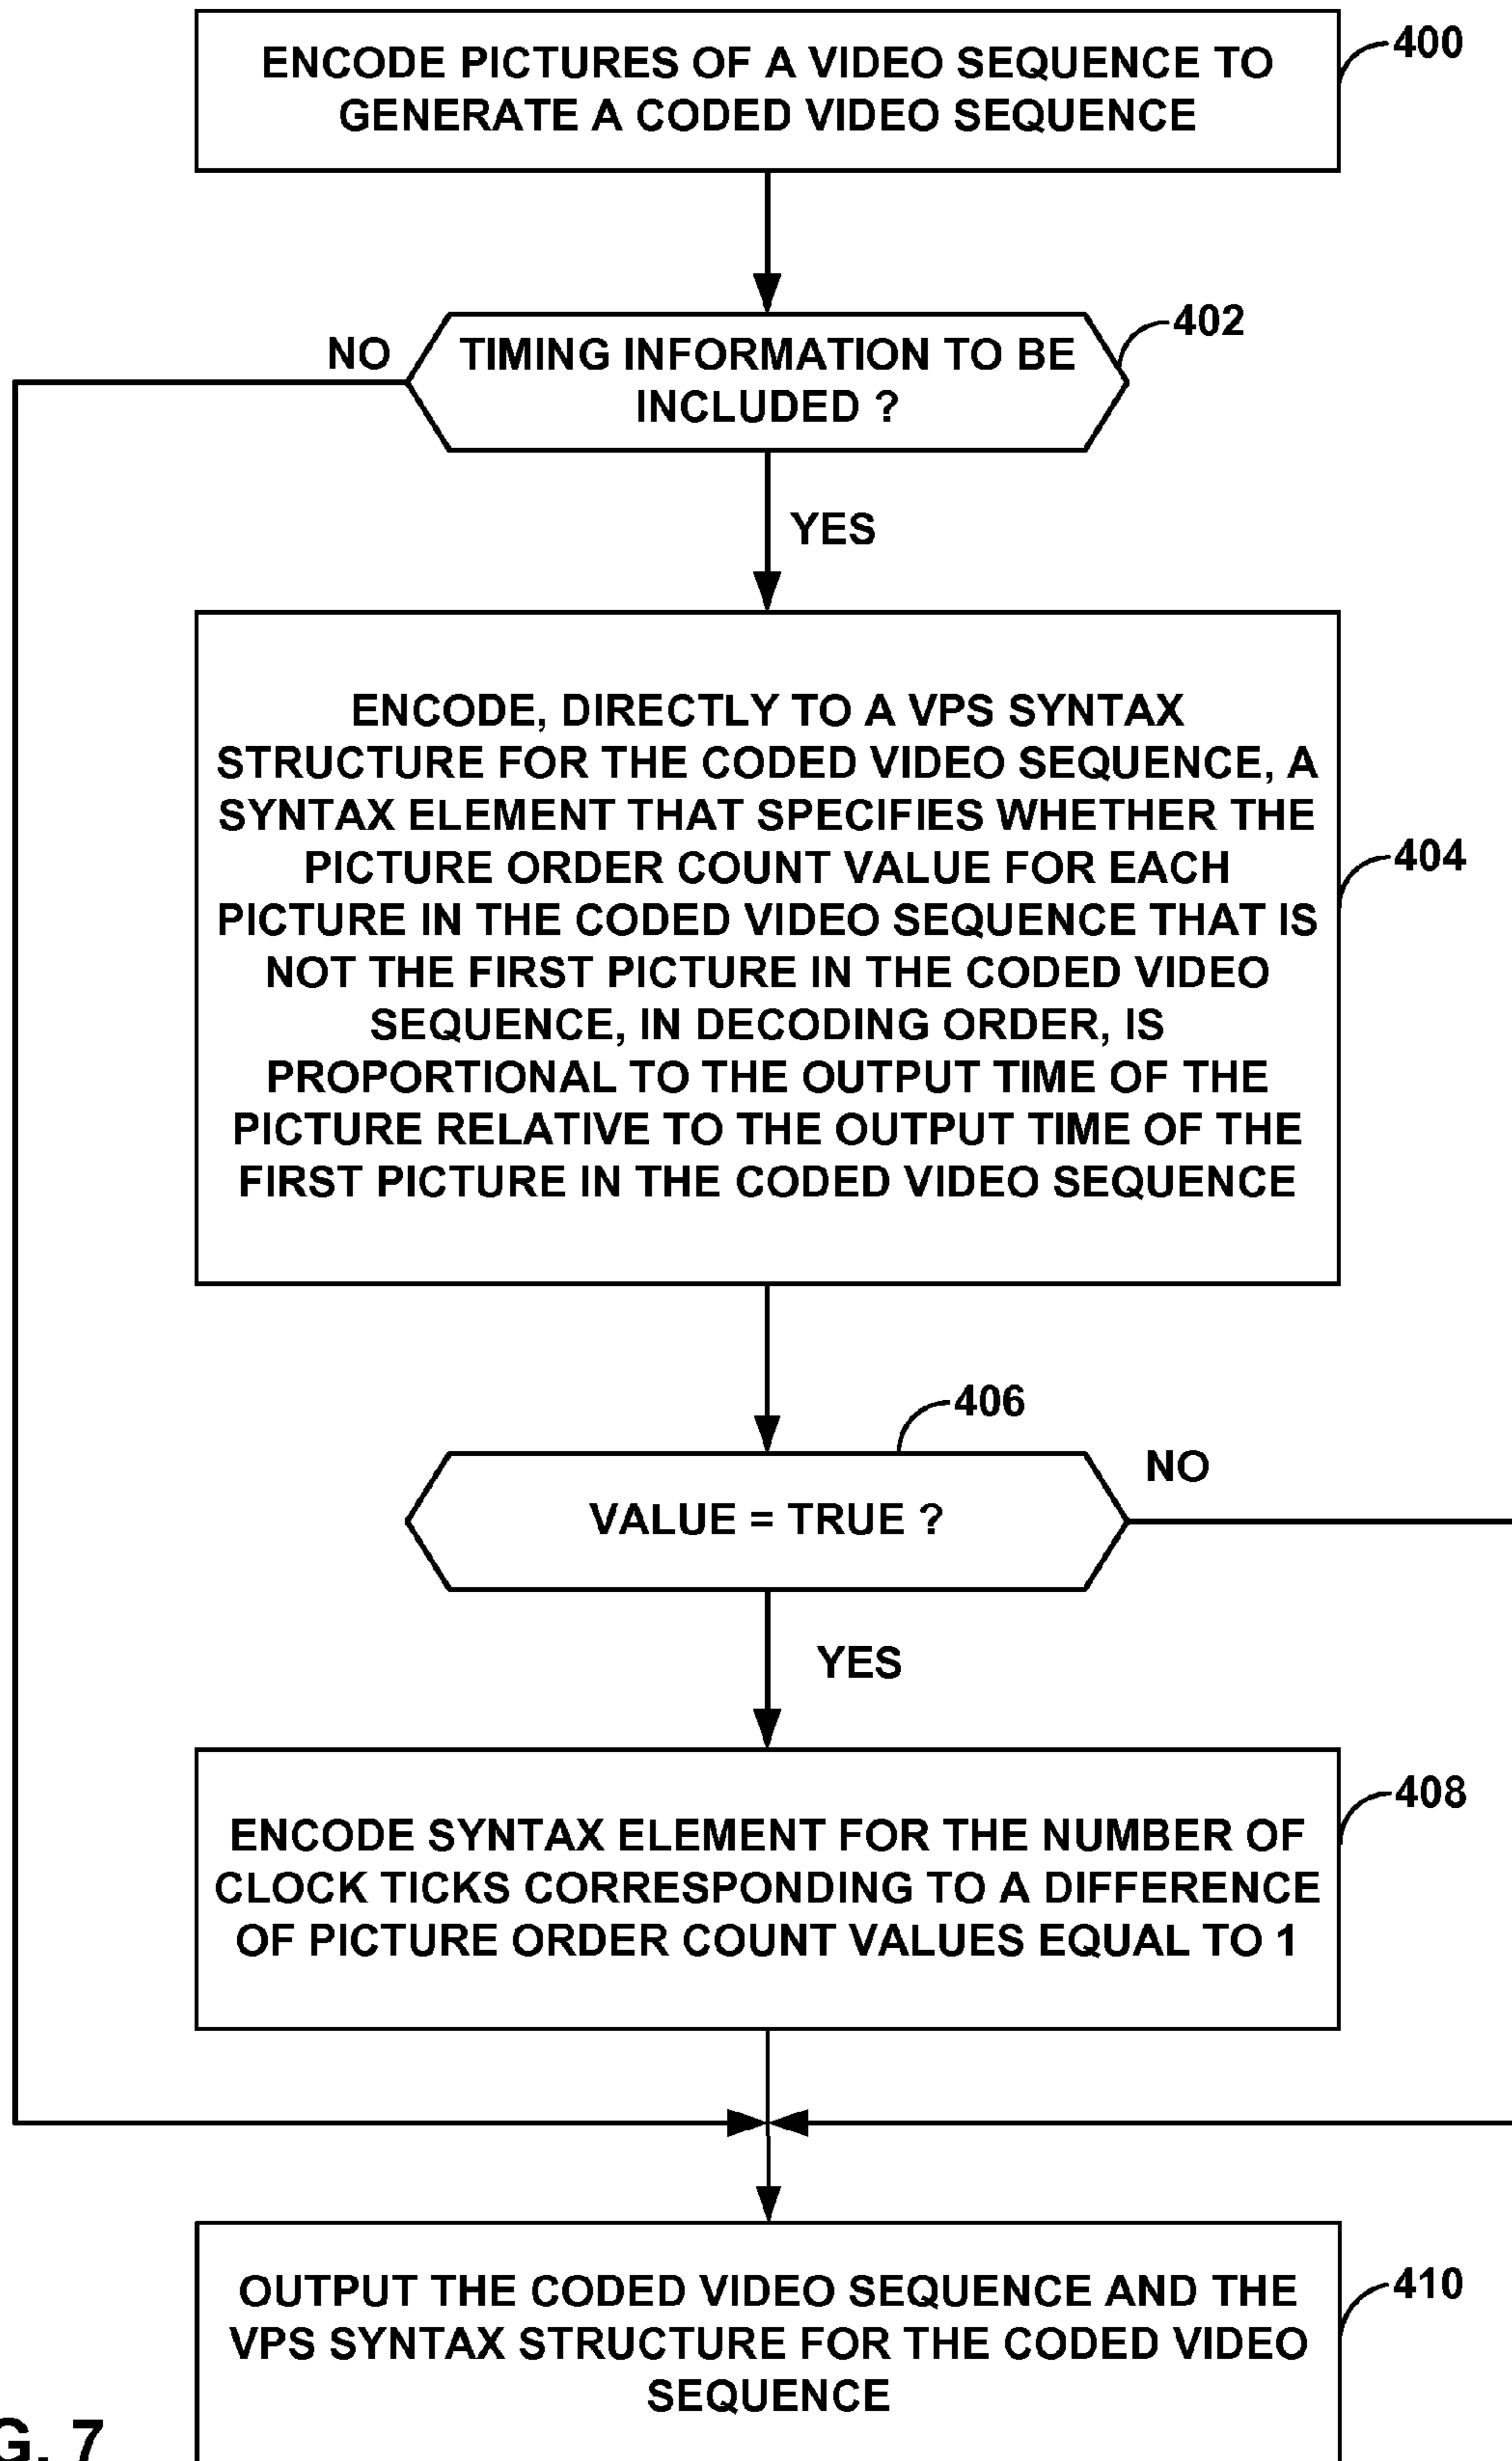 ENCODE PICTURES OF A VIDEO SEQUENCE TO
GENERATE A CODED VIDEO SEQUENCE
400
402
NO
TIMING INFORMATION TO BE
INCLUDED ?
YES
ENCODE, DIRECTLY TO A VPS SYNTAX
STRUCTURE FOR THE CODED VIDEO SEQUENCE, A
SYNTAX ELEMENT THAT SPECIFIES WHETHER THE
PICTURE ORDER COUNT VALUE FOR EACH
PICTURE IN THE CODED VIDEO SEQUENCE THAT IS
NOT THE FIRST PICTURE IN THE CODED VIDEO
SEQUENCE, IN DECODING ORDER, IS
PROPORTIONAL TO THE OUTPUT TIME OF THE
PICTURE RELATIVE TO THE OUTPUT TIME OF THE
FIRST PICTURE IN THE CODED VIDEO SEQUENCE
404
406
NO
VALUE = TRUE ?
YES
ENCODE SYNTAX ELEMENT FOR THE NUMBER OF
CLOCK TICKS CORRESPONDING TO A DIFFERENCE
OF PICTURE ORDER COUNT VALUES EQUAL TO 1
408
OUTPUT THE CODED VIDEO SEQUENCE AND THE
VPS SYNTAX STRUCTURE FOR THE CODED VIDEO
SEQUENCE
410
G. 7